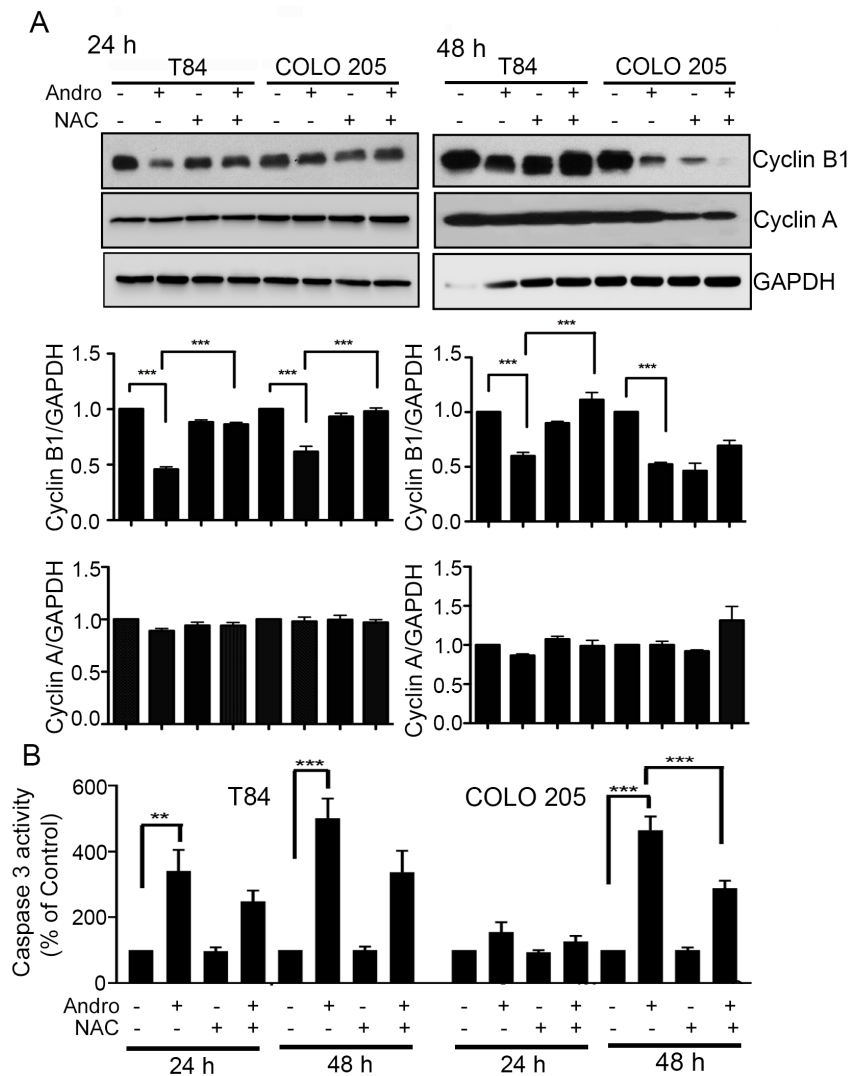 A
24 h
48 h
T84 COLO 205 T84 COLO 205
Andro - + - + - + - + - + - + - + - +
NAC - - + + - - + + - - + + - - + +
Cyclin B1
Cyclin A
GAPDH
Cyclin B1/GAPDH
1.5
1.0
0.5
0.0
*** *** *** ***
Cyclin B1/GAPDH
1.5
1.0
0.5
0.0
*** *** ***
Cyclin A/GAPDH
1.5
1.0
0.5
0.0
Cyclin A/GAPDH
1.5
1.0
0.5
0.0
B
Caspase 3 activity
(% of Control)
600
400
200
0
T84 COLO 205
** *** *** ***
Andro - + - + - + - + - + - + - + - +
NAC - - + + - - + + - - + + - - + +
24 h 48 h 24 h 48 h